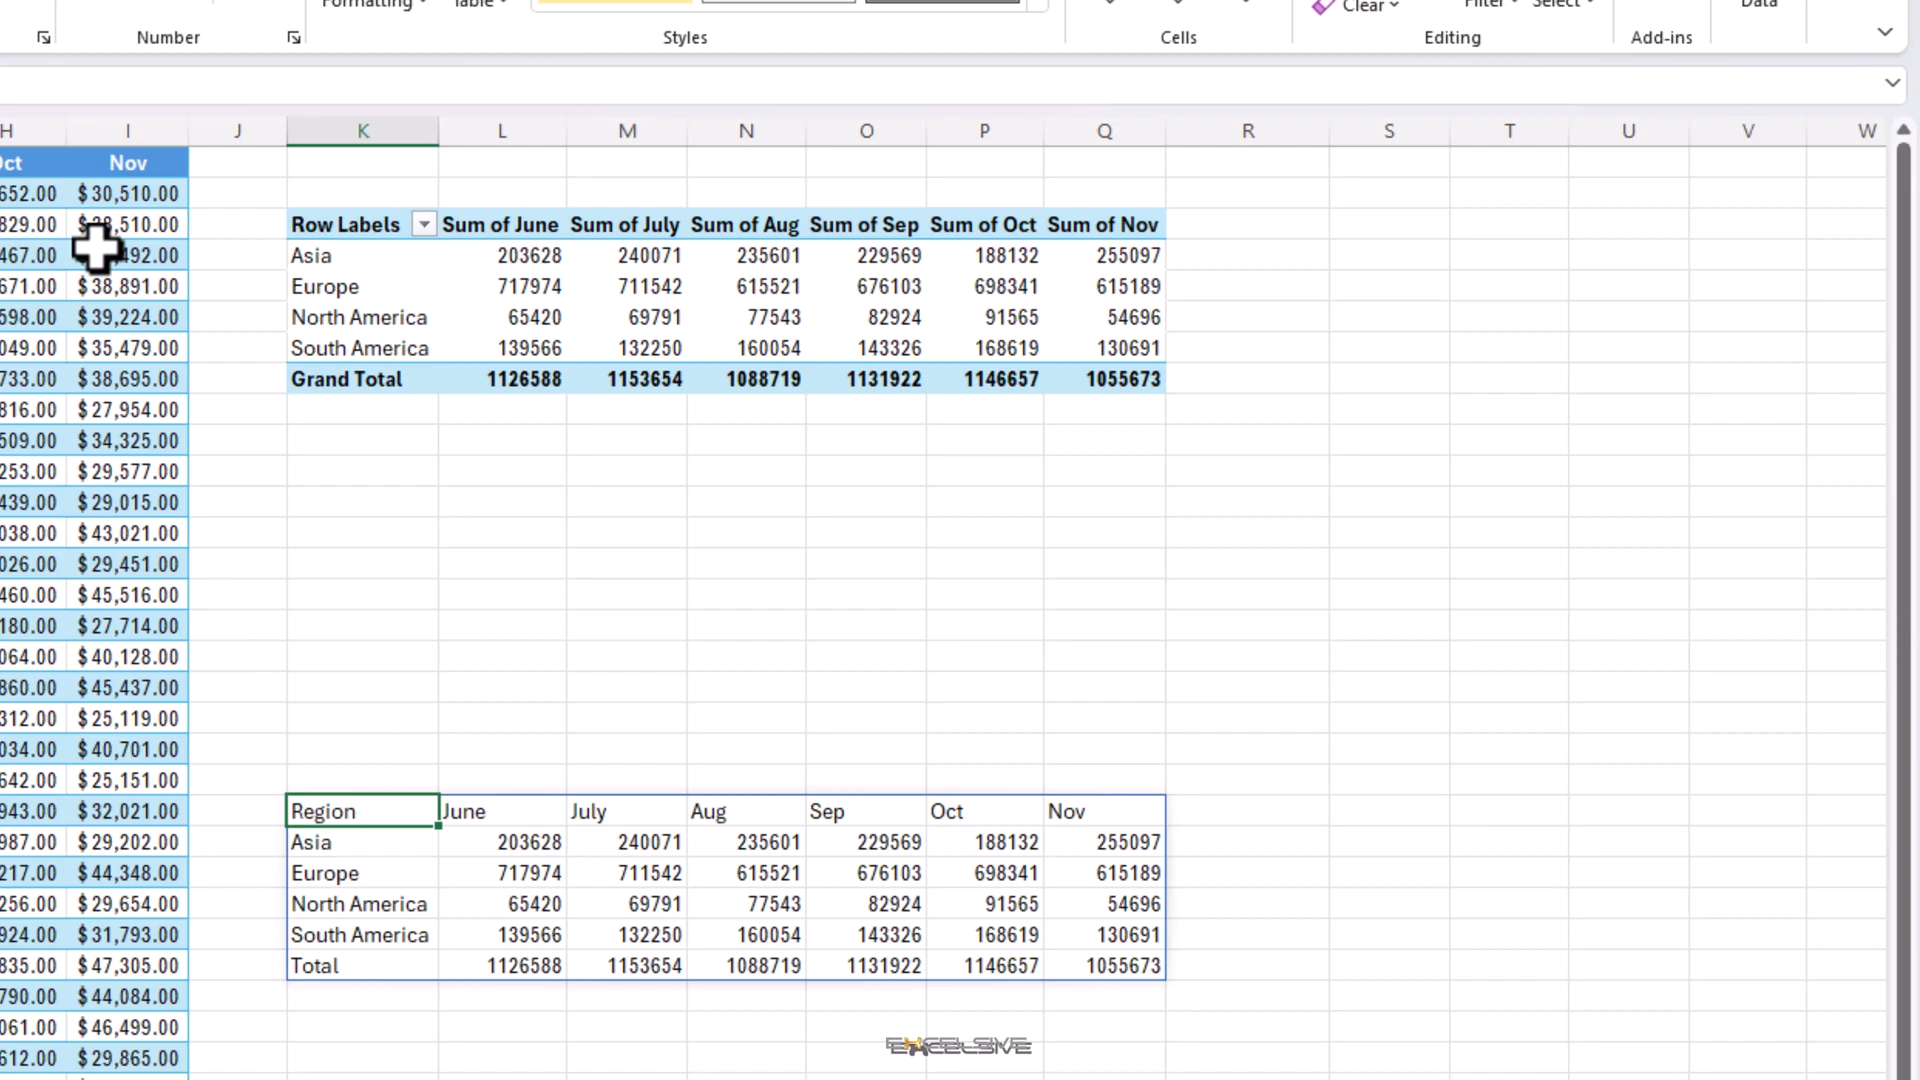 Formatting Table Clear Filter Select Data
Number Styles Cells Editing Add-ins
H I J K L M N O P Q R S T U V W
Oct Nov
652.00 $ 30,510.00
829.00 ,510.00 Row Labels Sum of June Sum of July Sum of Aug Sum of Sep Sum of Oct Sum of Nov
467.00 492.00 Asia 203628 240071 235601 229569 188132 255097
671.00 $ 38,891.00 Europe 717974 711542 615521 676103 698341 615189
598.00 $ 39,224.00 North America 65420 69791 77543 82924 91565 54696
049.00 $ 35,479.00 South America 139566 132250 160054 143326 168619 130691
733.00 $ 38,695.00 Grand Total 1126588 1153654 1088719 1131922 1146657 1055673
816.00 $ 27,954.00
509.00 $ 34,325.00
253.00 $ 29,577.00
439.00 $ 29,015.00
038.00 $ 43,021.00
026.00 $ 29,451.00
460.00 $ 45,516.00
180.00 $ 27,714.00
064.00 $ 40,128.00
860.00 $ 45,437.00
312.00 $ 25,119.00
034.00 $ 40,701.00
642.00 $ 25,151.00
943.00 $ 32,021.00 Region June July Aug Sep Oct Nov
987.00 $ 29,202.00 Asia 203628 240071 235601 229569 188132 255097
217.00 $ 44,348.00 Europe 717974 711542 615521 676103 698341 615189
256.00 $ 29,654.00 North America 65420 69791 77543 82924 91565 54696
924.00 $ 31,793.00 South America 139566 132250 160054 143326 168619 130691
835.00 $ 47,305.00 Total 1126588 1153654 1088719 1131922 1146657 1055673
790.00 $ 44,084.00
061.00 $ 46,499.00
EXCELSIVE
612.00 $ 29,865.00